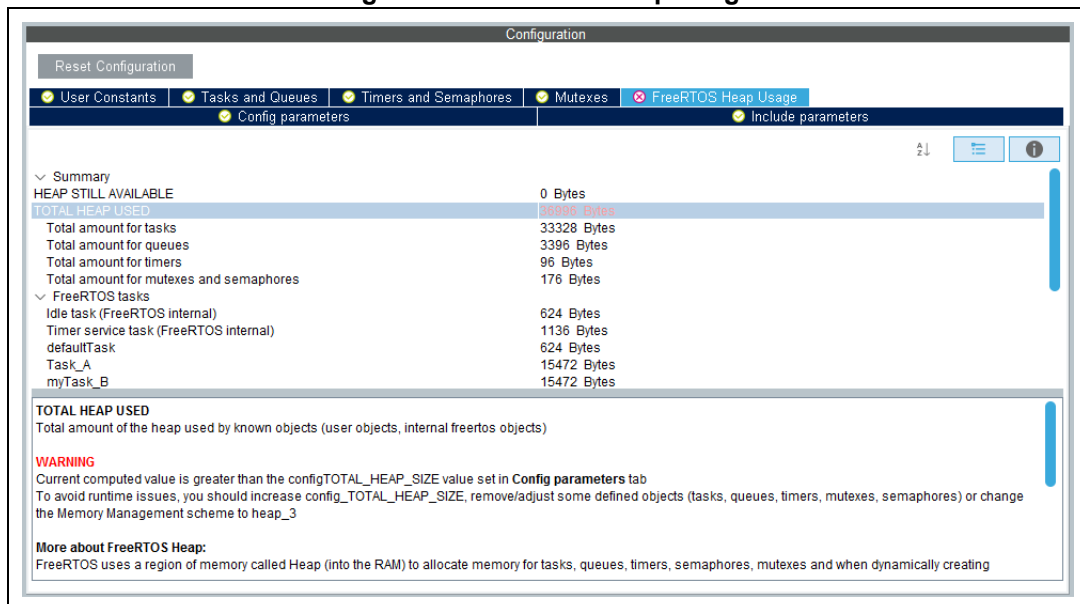 Configuration
Reset Configuration
User Constants Tasks and Queues Timers and Semaphores Mutexes FreeRTOS Heap Usage
Config parameters Include parameters
Summary
HEAP STILL AVAILABLE 0 Bytes
TOTAL HEAP USED 36996 Bytes
Total amount for tasks 33328 Bytes
Total amount for queues 3396 Bytes
Total amount for timers 96 Bytes
Total amount for mutexes and semaphores 176 Bytes
FreeRTOS tasks
Idle task (FreeRTOS internal) 624 Bytes
Timer service task (FreeRTOS internal) 1136 Bytes
defaultTask 624 Bytes
Task_A 15472 Bytes
myTask_B 15472 Bytes
TOTAL HEAP USED
Total amount of the heap used by known objects (user objects, internal freertos objects)
WARNING
Current computed value is greater than the configTOTAL_HEAP_SIZE value set in Config parameters tab
To avoid runtime issues, you should increase config_TOTAL_HEAP_SIZE, remove/adjust some defined objects (tasks, queues, timers, mutexes, semaphores) or change
the Memory Management scheme to heap_3
More about FreeRTOS Heap:
FreeRTOS uses a region of memory called Heap (into the RAM) to allocate memory for tasks, queues, timers, semaphores, mutexes and when dynamically creating